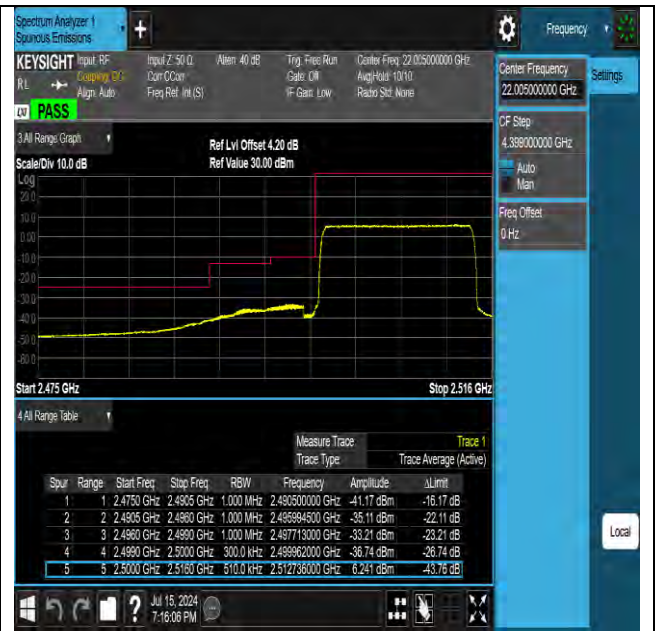 Spectrum Analyzer 1
Spurious Emissions
Frequency
KEYSIGHT Input: RF Input Z: 50 Ω Atten: 40 dB Trig: Free Run Center Freq: 22.005000000 GHz
RL Coupling: DC Corr CCorr Gate: Off Avg|Hold: 10/10
Align: Auto Freq Ref: Int (S) IF Gain: Low Radio Std: None
PASS
Center Frequency
22.005000000 GHz
Settings
CF Step
4.399000000 GHz
Auto
Man
Freq Offset
0 Hz
3 All Range Graph
Ref Lvl Offset 4.20 dB
Scale/Div 10.0 dB Ref Value 30.00 dBm
Log
20.0
10.0
0.00
-10.0
-20.0
-30.0
-40.0
-50.0
-60.0
Start 2.475 GHz Stop 2.516 GHz
4 All Range Table
Measure Trace Trace 1
Trace Type Trace Average (Active)
Spur Range Start Freq Stop Freq RBW Frequency Amplitude ΔLimit
1 1 2.4750 GHz 2.4905 GHz 1.000 MHz 2.490500000 GHz -41.17 dBm -16.17 dB
2 2 2.4905 GHz 2.4960 GHz 1.000 MHz 2.495994500 GHz -35.11 dBm -22.11 dB
3 3 2.4960 GHz 2.4990 GHz 1.000 MHz 2.497713000 GHz -33.21 dBm -23.21 dB
4 4 2.4990 GHz 2.5000 GHz 300.0 kHz 2.499962000 GHz -36.74 dBm -26.74 dB
5 5 2.5000 GHz 2.5160 GHz 510.0 kHz 2.512736000 GHz 6.241 dBm -43.76 dB
Local
Jul 15, 2024
7:16:06 PM